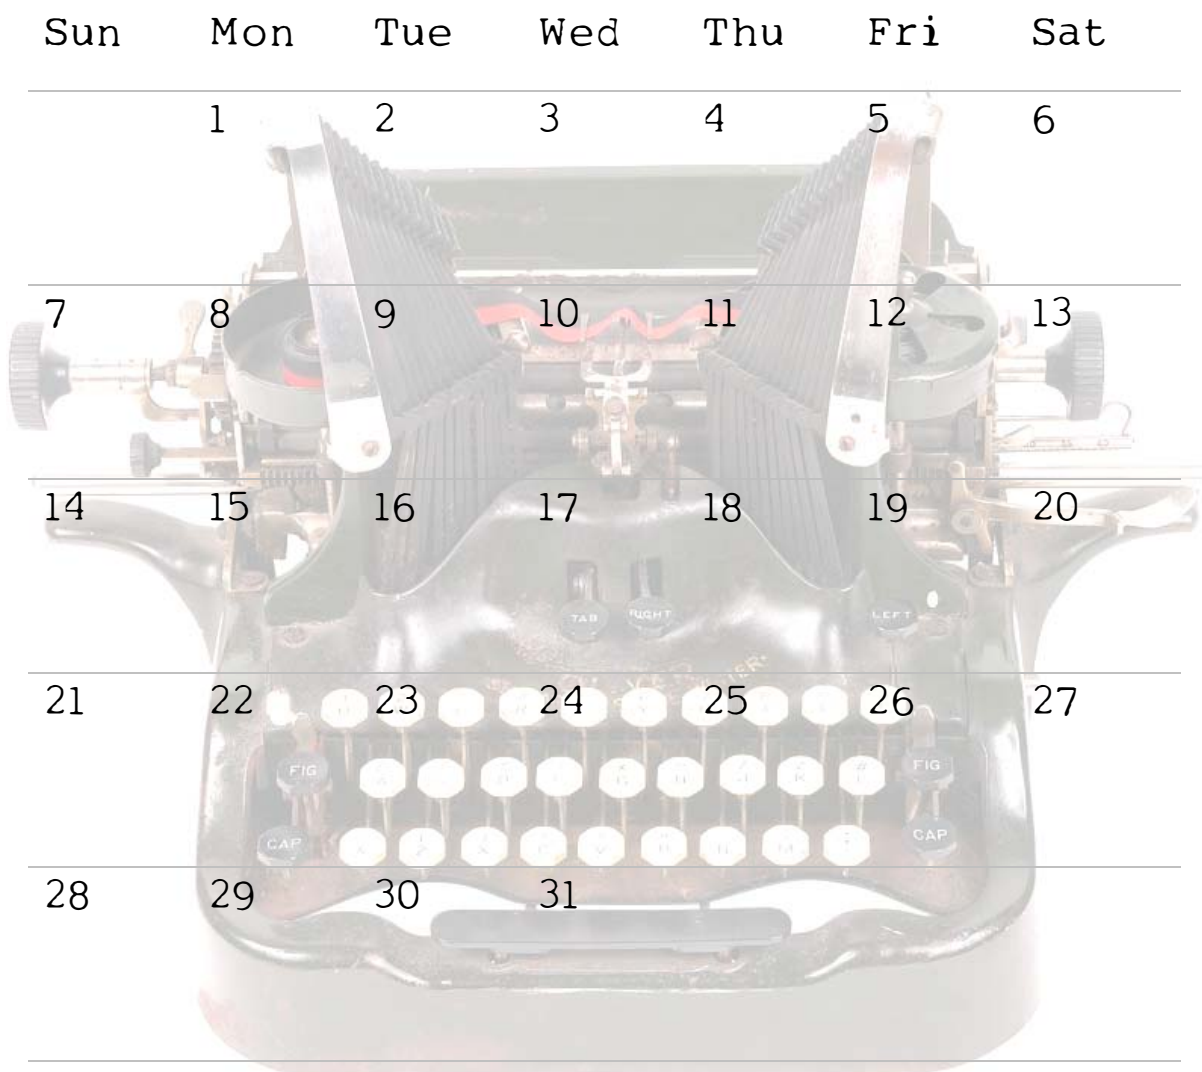 Sun Mon Tue Wed Thu Fri Sat
1 2 3 4 5 6
7 8 9 10 11 12 13
14 15 16 17 18 19 20
TAB RIGHT LEFT
21 22 23 24 25 26 27
FIG FIG
CAP CAP
28 29 30 31